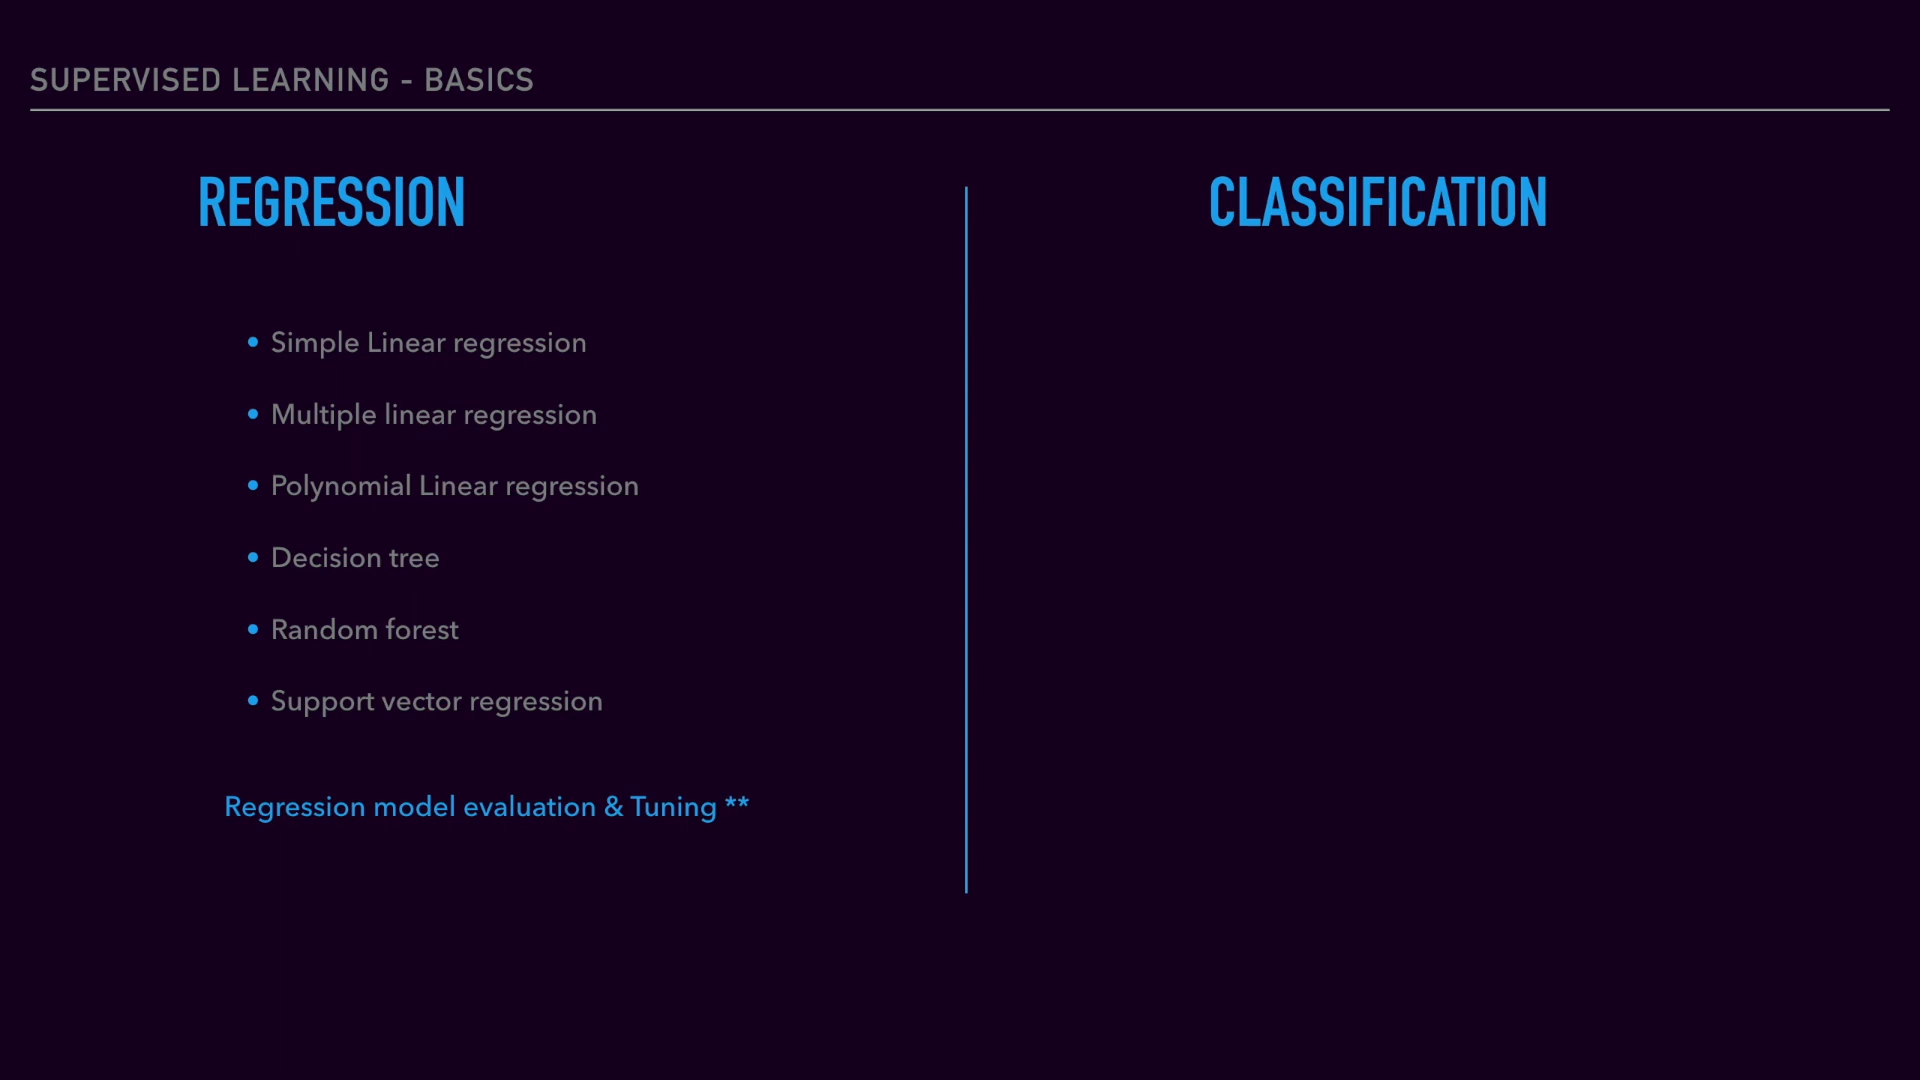 SUPERVISED LEARNING - BASICS
REGRESSION
• Simple Linear regression
• Multiple linear regression
• Polynomial Linear regression
• Decision tree
• Random forest
• Support vector regression
Regression model evaluation & Tuning **
CLASSIFICATION